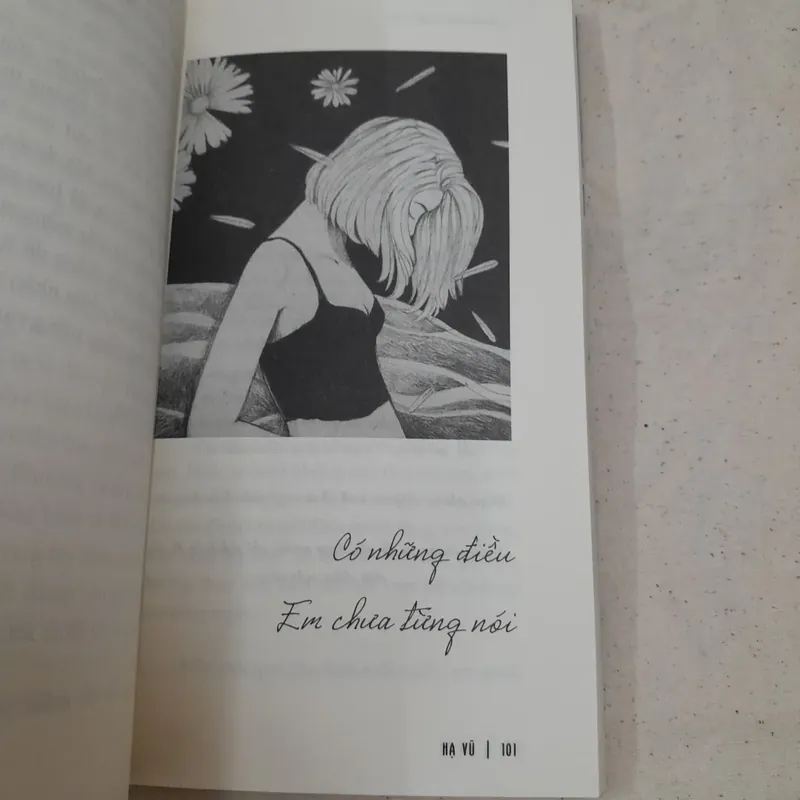 Có những điều
Em chưa từng nói
HẠ VŨ | 101